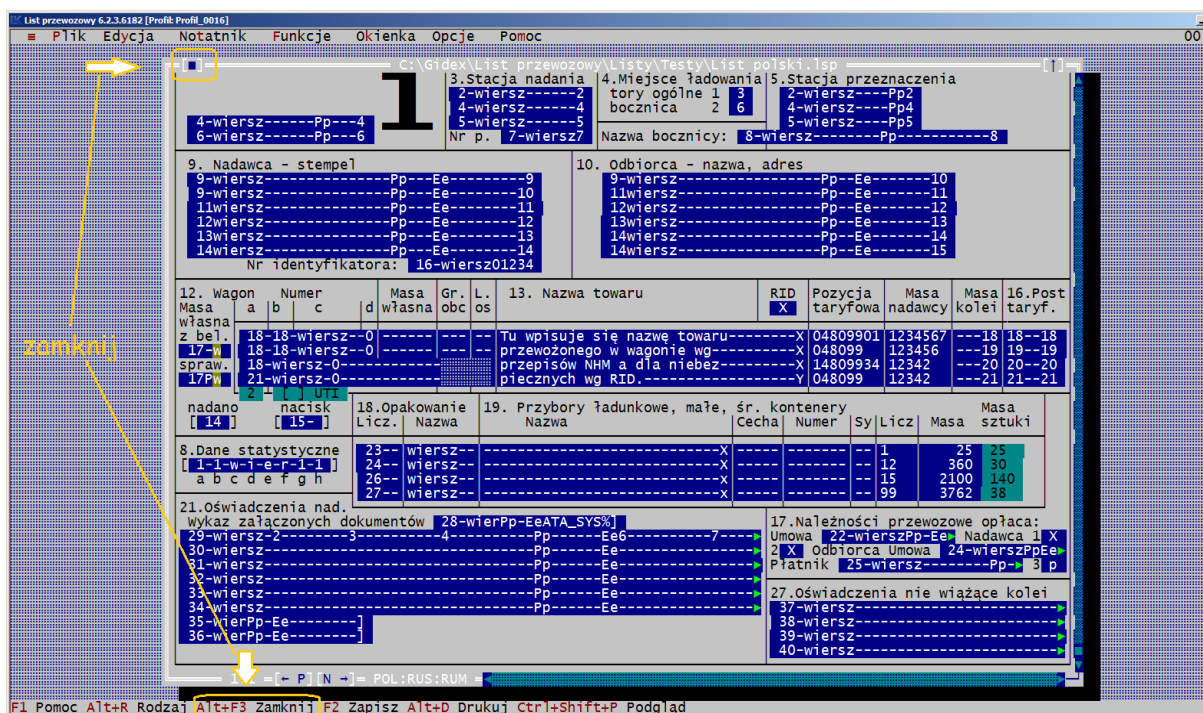 List przewozowy 6.2.3.6182 [Profil: Profil_0016]
≡ Plik Edycja Notatnik Funkcje Okienka Opcje Pomoc 00
[■] C:\Gidex\List przewozowy\Listy\Testy\List polski.lsp [↑]
1
3.Stacja nadania 4.Miejsce ładowania 5.Stacja przeznaczenia
2-wiersz------2 tory ogólne 1 3 2-wiersz----Pp2
4-wiersz------4 bocznica 2 6 4-wiersz----Pp4
4-wiersz------Pp---4 5-wiersz------5 5-wiersz----Pp5
6-wiersz------Pp---6 Nr p. 7-wiersz7 Nazwa bocznicy: 8-wiersz-------Pp----------8
9. Nadawca - stempel 10. Odbiorca - nazwa, adres
9-wiersz---------------Pp---Ee-------9 9-wiersz----------------Pp--Ee-------10
9-wiersz---------------Pp---Ee------10 11wiersz----------------Pp--Ee-------11
11wiersz---------------Pp---Ee------11 12wiersz----------------Pp--Ee-------12
12wiersz---------------Pp---Ee------12 13wiersz----------------Pp--Ee-------13
13wiersz---------------Pp---Ee------13 14wiersz----------------Pp--Ee-------14
14wiersz---------------Pp---Ee------14 14wiersz----------------Pp--Ee-------15
Nr identyfikatora: 16-wiersz01234
12. Wagon Numer Masa Gr. L. 13. Nazwa towaru RID Pozycja Masa Masa 16.Post
Masa a b c d własna obc os X taryfowa nadawcy kolei taryf.
własna
z bel. 18-18-wiersz--0 ------ --- -- Tu wpisuje się nazwę towaru-------X 04809901 1234567 --18 18--18
17-w 18-18-wiersz--0 ------ --- -- przewożonego w wagonie wg---------X 048099 123456 ---19 19--19
spraw. 18-wiersz-0 przepisów NHM a dla niebez-------X 14809934 12342 ---20 20--20
17Pw 21-wiersz-0 piecznych wg RID.-----------------Y 048099 12342 ---21 21--21
2 [ ] UTI
nadano nacisk 18.Opakowanie 19. Przybory ładunkowe, małe, śr. kontenery Masa
[ 14 ] [ 15- ] Licz. Nazwa Nazwa Cecha Numer Sy Licz Masa sztuki
8.Dane statystyczne 23-- wiersz-- -----------------------------x 1 25 25
[ 1-1-w-i-e-r-1-1 ] 24-- wiersz-- -----------------------------x 12 360 30
a b c d e f g h 26-- wiersz-- -----------------------------x 15 2100 140
27-- wiersz-- -----------------------------x 99 3762 38
21.Oświadczenia nad.
Wykaz załączonych dokumentów 28-wierPp-EeATA_SYS%] 17.Należności przewozowe opłaca:
29-wiersz-2---------3----------4----------Pp------Ee6----------7---- Umowa 22-wierszPp-Ee Nadawca 1 X
30-wiersz---------------------------------Pp------Ee---------------- 2 X Odbiorca Umowa 24-wierszPpEe
31-wiersz---------------------------------Pp------Ee---------------- Płatnik 25-wiersz--------Pp- 3 p
32-wiersz---------------------------------Pp------Ee----------------
33-wiersz---------------------------------Pp------Ee---------------- 27.Oświadczenia nie wiążące kolei
34-wiersz---------------------------------Pp------Ee---------------- 37-wiersz------------------------
35-wierPp-Ee--------] 38-wiersz------------------------
36-wierPp-Ee--------] 39-wiersz------------------------
40-wiersz------------------------
zamknij
[← P][N →] POL:RUS:RUM
F1 Pomoc Alt+R Rodzaj Alt+F3 Zamknij F2 Zapisz Alt+D Drukuj Ctrl+Shift+P Podgląd